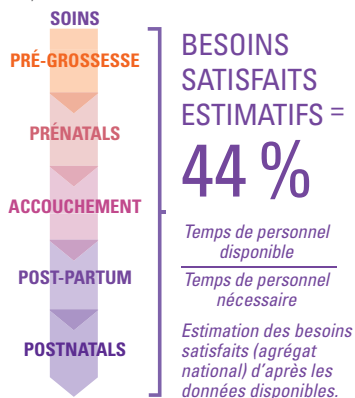 SOINS
PRÉ-GROSSESSE
PRÉNATALS
ACCOUCHEMENT
POST-PARTUM
POSTNATALS
BESOINS
SATISFAITS
ESTIMATIFS =
44 %
Temps de personnel
disponible
Temps de personnel
nécessaire
Estimation des besoins
satisfaits (agrégat
national) d’après les
données disponibles.